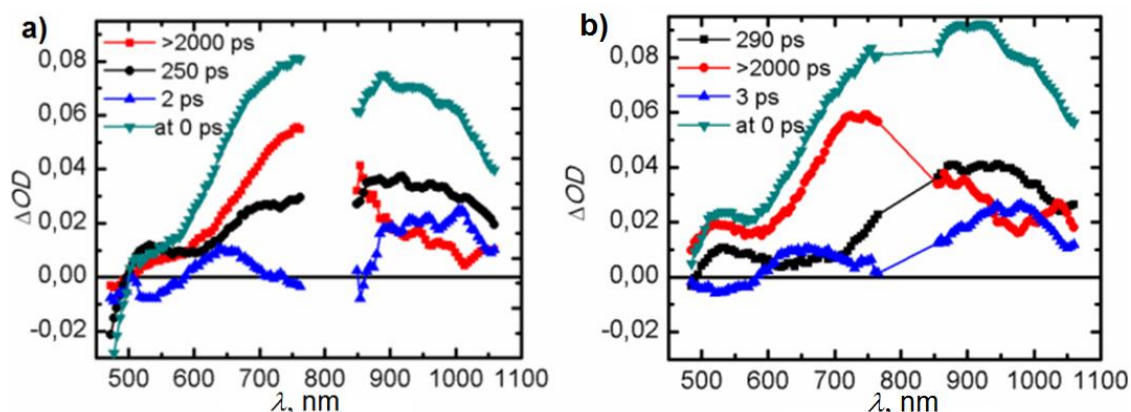 a)
>2000 ps
250 ps
2 ps
at 0 ps
0,08
0,06
0,04
0,02
0,00
-0,02
ΔOD
500 600 700 800 900 1000 1100
λ, nm
b)
290 ps
>2000 ps
3 ps
at 0 ps
0,08
0,06
0,04
0,02
0,00
-0,02
ΔOD
500 600 700 800 900 1000 1100
λ, nm